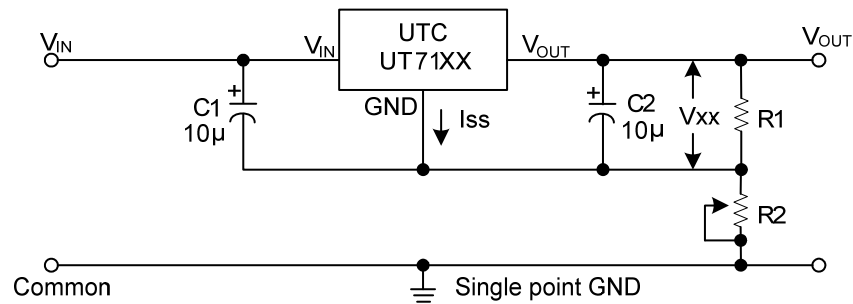 UTC
UT71XX
VIN
VIN
VOUT
VOUT
GND
Iss
C1
10μ
C2
10μ
Vxx
R1
R2
Common
Single point GND